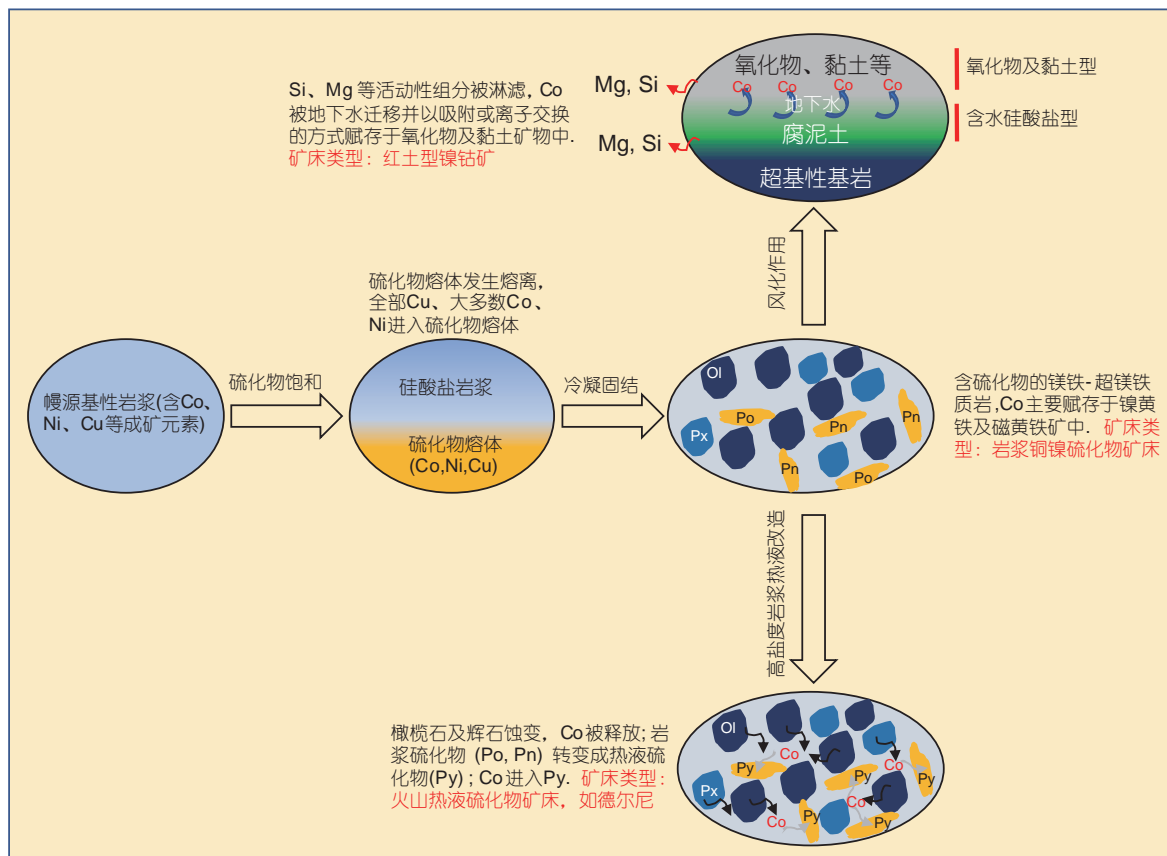 Si、Mg 等活动性组分被淋滤, Co
被地下水迁移并以吸附或离子交换
的方式赋存于氧化物及黏土矿物中.
矿床类型: 红土型镍钴矿
Mg, Si
Mg, Si
氧化物、黏土等
Co Co Co Co
地下水
腐泥土
超基性基岩
氧化物及黏土型
含水硅酸盐型
风化作用
硫化物熔体发生熔离,
全部Cu、大多数Co、
Ni进入硫化物熔体
幔源基性岩浆(含Co、
Ni、Cu等成矿元素)
硫化物饱和
硅酸盐岩浆
硫化物熔体
(Co,Ni,Cu)
冷凝固结
Ol
Px
Po
Pn
Pn
Pn
Po
含硫化物的镁铁-超镁铁
质岩,Co主要赋存于镍黄
铁及磁黄铁矿中. 矿床类
型: 岩浆铜镍硫化物矿床
高盐度岩浆热液改造
橄榄石及辉石蚀变, Co被释放; 岩
浆硫化物 (Po, Pn) 转变成热液硫
化物(Py) ; Co进入Py. 矿床类型:
火山热液硫化物矿床, 如德尔尼
Ol
Co
Py
Py
Co
Py
Px
Co
Co
Py
Py